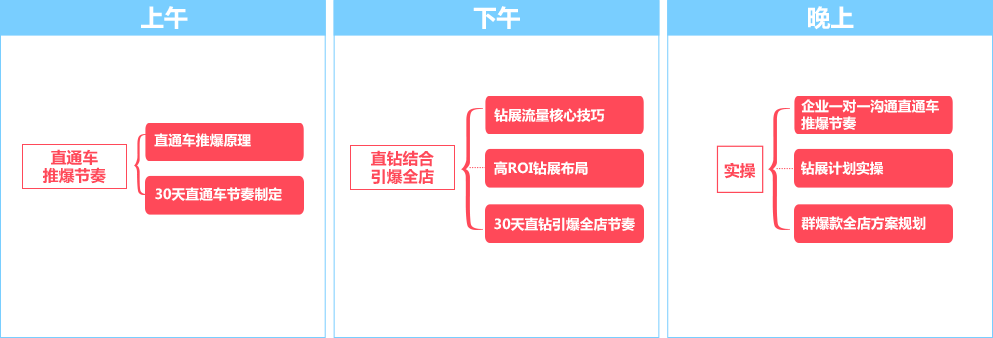 上午
直通车
推爆节奏
直通车推爆原理
30天直通车节奏制定
下午
直钻结合
引爆全店
钻展流量核心技巧
高ROI钻展布局
30天直钻引爆全店节奏
晚上
实操
企业一对一沟通直通车
推爆节奏
钻展计划实操
群爆款全店方案规划